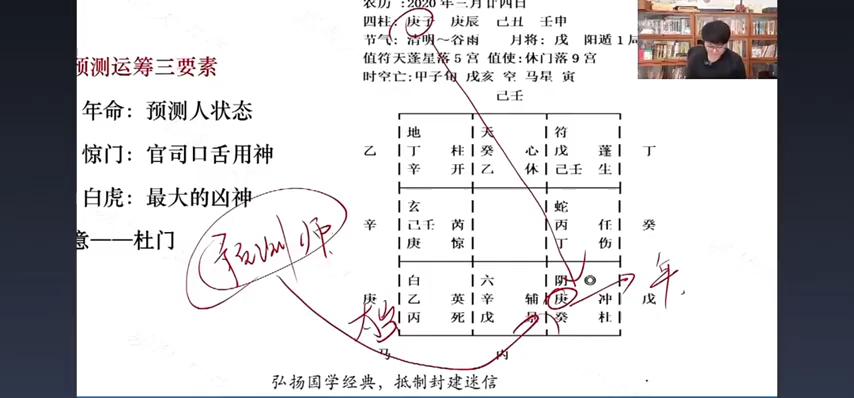 农历：2020年三月廿四日
四柱：庚子 庚辰 己丑 壬申
节气：清明～谷雨 月将：戌 阳遁1局
值符天蓬星落5宫 值使：休门落9宫
时空亡：甲子旬 戌亥 空 马星 寅
预测运筹三要素
年命：预测人状态
惊门：官司口舌用神
白虎：最大的凶神
意——杜门
己壬
地 天 符
乙 丁 柱 癸 心 戊 蓬 丁
辛 开 乙 休 己壬 生
玄 蛇
辛 己壬 芮 丙 任 癸
庚 惊 丁 伤
白 六 阴 ◎
庚 乙 英 辛 辅 庚 冲 戊
丙 死 戊 癸 杜
马 内
预测师
年
弘扬国学经典，抵制封建迷信